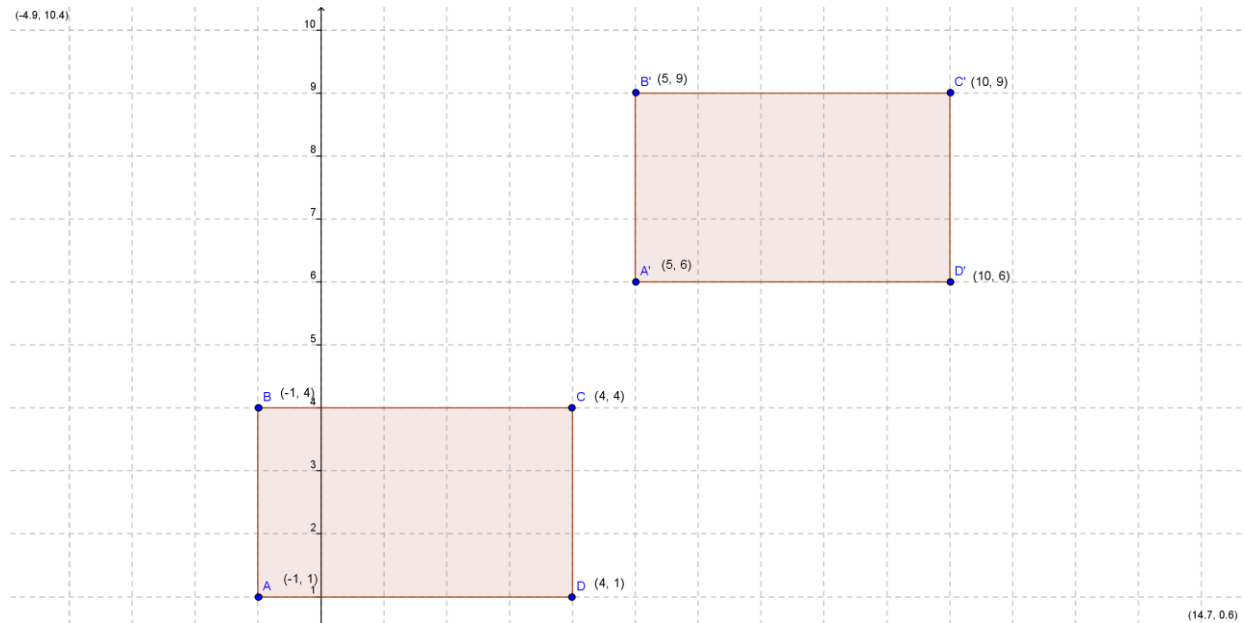 (-4.9, 10.4)
10
9
8
7
6
5
4
3
2
1
B' (5, 9)
C' (10, 9)
A' (5, 6)
D' (10, 6)
B (-1, 4)
C (4, 4)
A (-1, 1)
D (4, 1)
(14.7, 0.6)